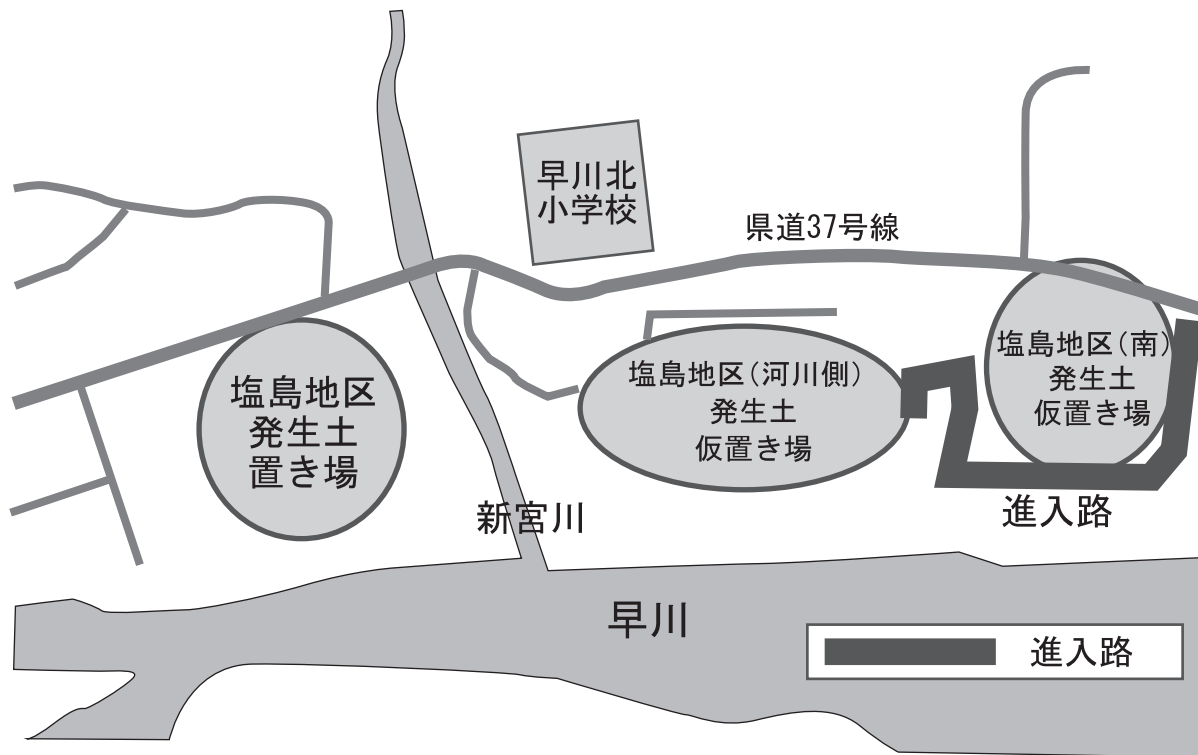 早川北
小学校
県道37号線
塩島地区
発生土
置き場
塩島地区(河川側)
発生土
仮置き場
塩島地区(南)
発生土
仮置き場
新宮川
進入路
早川
進入路